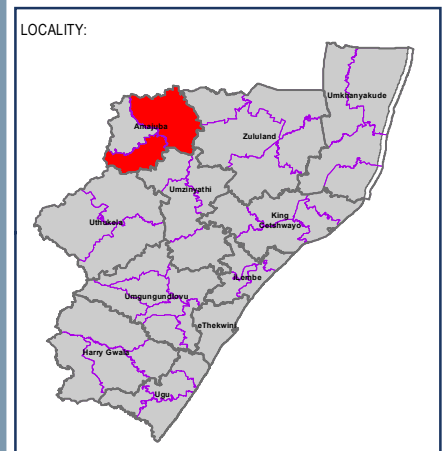 LOCALITY:
Umkhanyakude
Amajuba
Zululand
Umzinyathi
King
Cetshwayo
Uthukela
iLembe
Umgungundlovu
eThekwini
Harry Gwala
Ugu